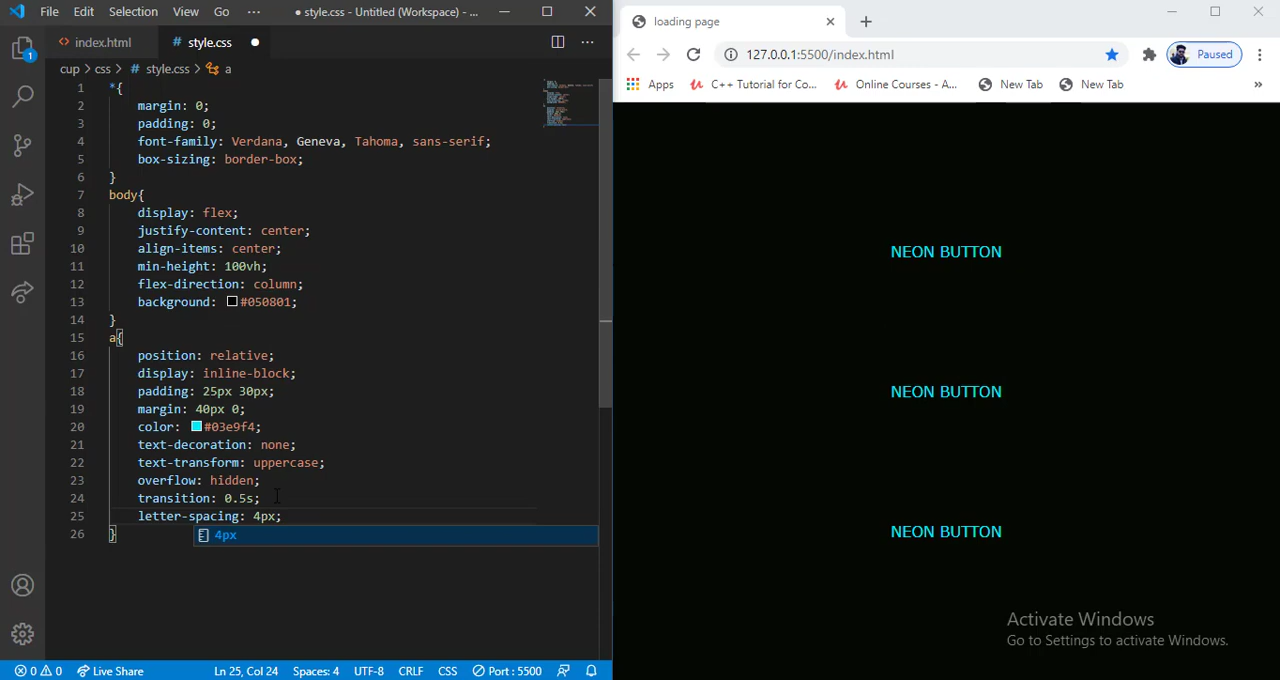 File Edit Selection View Go ··· ● style.css - Untitled (Workspace) - ...
index.html
# style.css ●
cup > css > # style.css > a
1 *{
2 margin: 0;
3 padding: 0;
4 font-family: Verdana, Geneva, Tahoma, sans-serif;
5 box-sizing: border-box;
6 }
7 body{
8 display: flex;
9 justify-content: center;
10 align-items: center;
11 min-height: 100vh;
12 flex-direction: column;
13 background: #050801;
14 }
15 a{
16 position: relative;
17 display: inline-block;
18 padding: 25px 30px;
19 margin: 40px 0;
20 color: #03e9f4;
21 text-decoration: none;
22 text-transform: uppercase;
23 overflow: hidden;
24 transition: 0.5s;
25 letter-spacing: 4px;
26 }
4px
1
0 0 Live Share Ln 25, Col 24 Spaces: 4 UTF-8 CRLF CSS Port : 5500
loading page
127.0.0.1:5500/index.html
Paused
Apps C++ Tutorial for Co... Online Courses - A... New Tab New Tab »
NEON BUTTON
NEON BUTTON
NEON BUTTON
Activate Windows
Go to Settings to activate Windows.